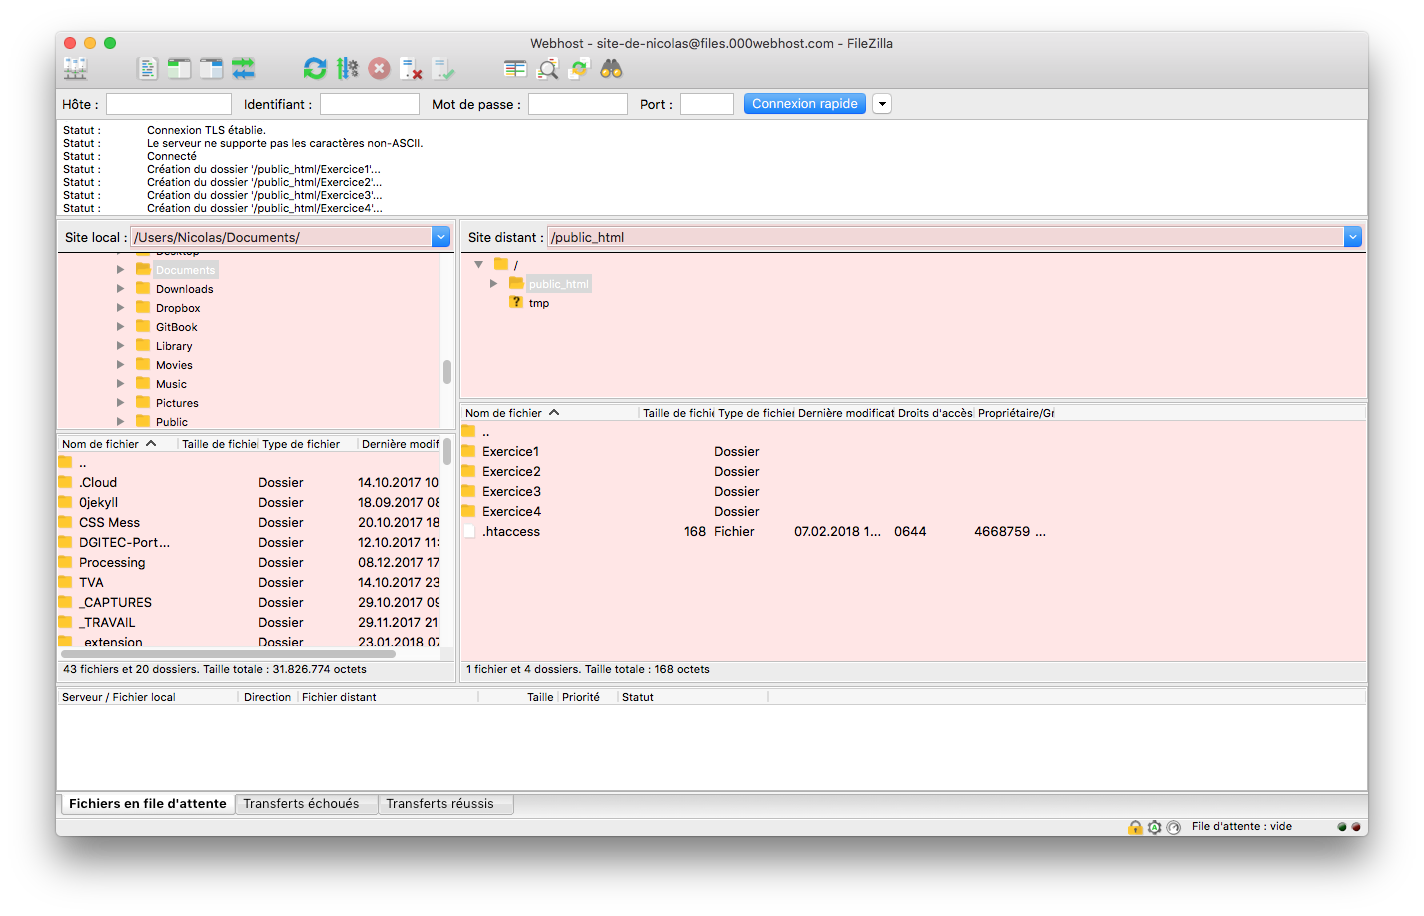 Webhost - site-de-nicolas@files.000webhost.com - FileZilla
Hôte : Identifiant : Mot de passe : Port : Connexion rapide
Statut : Connexion TLS établie.
Statut : Le serveur ne supporte pas les caractères non-ASCII.
Statut : Connecté
Statut : Création du dossier '/public_html/Exercice1'...
Statut : Création du dossier '/public_html/Exercice2'...
Statut : Création du dossier '/public_html/Exercice3'...
Statut : Création du dossier '/public_html/Exercice4'...
Site local : /Users/Nicolas/Documents/
Desktop
Documents
Downloads
Dropbox
GitBook
Library
Movies
Music
Pictures
Public
Nom de fichier Taille de fichie Type de fichier Dernière modif
..
.Cloud Dossier 14.10.2017 10
0jekyll Dossier 18.09.2017 08
CSS Mess Dossier 20.10.2017 18
DGITEC-Port... Dossier 12.10.2017 11:
Processing Dossier 08.12.2017 17
TVA Dossier 14.10.2017 23
_CAPTURES Dossier 29.10.2017 09
_TRAVAIL Dossier 29.11.2017 21
_extension Dossier 23.01.2018 07
43 fichiers et 20 dossiers. Taille totale : 31.826.774 octets
Site distant : /public_html
/
public_html
? tmp
Nom de fichier Taille de fichi Type de fichier Dernière modificat Droits d'accès Propriétaire/Gr
..
Exercice1 Dossier
Exercice2 Dossier
Exercice3 Dossier
Exercice4 Dossier
.htaccess 168 Fichier 07.02.2018 1... 0644 4668759 ...
1 fichier et 4 dossiers. Taille totale : 168 octets
Serveur / Fichier local Direction Fichier distant Taille Priorité Statut
Fichiers en file d'attente Transferts échoués Transferts réussis
File d'attente : vide